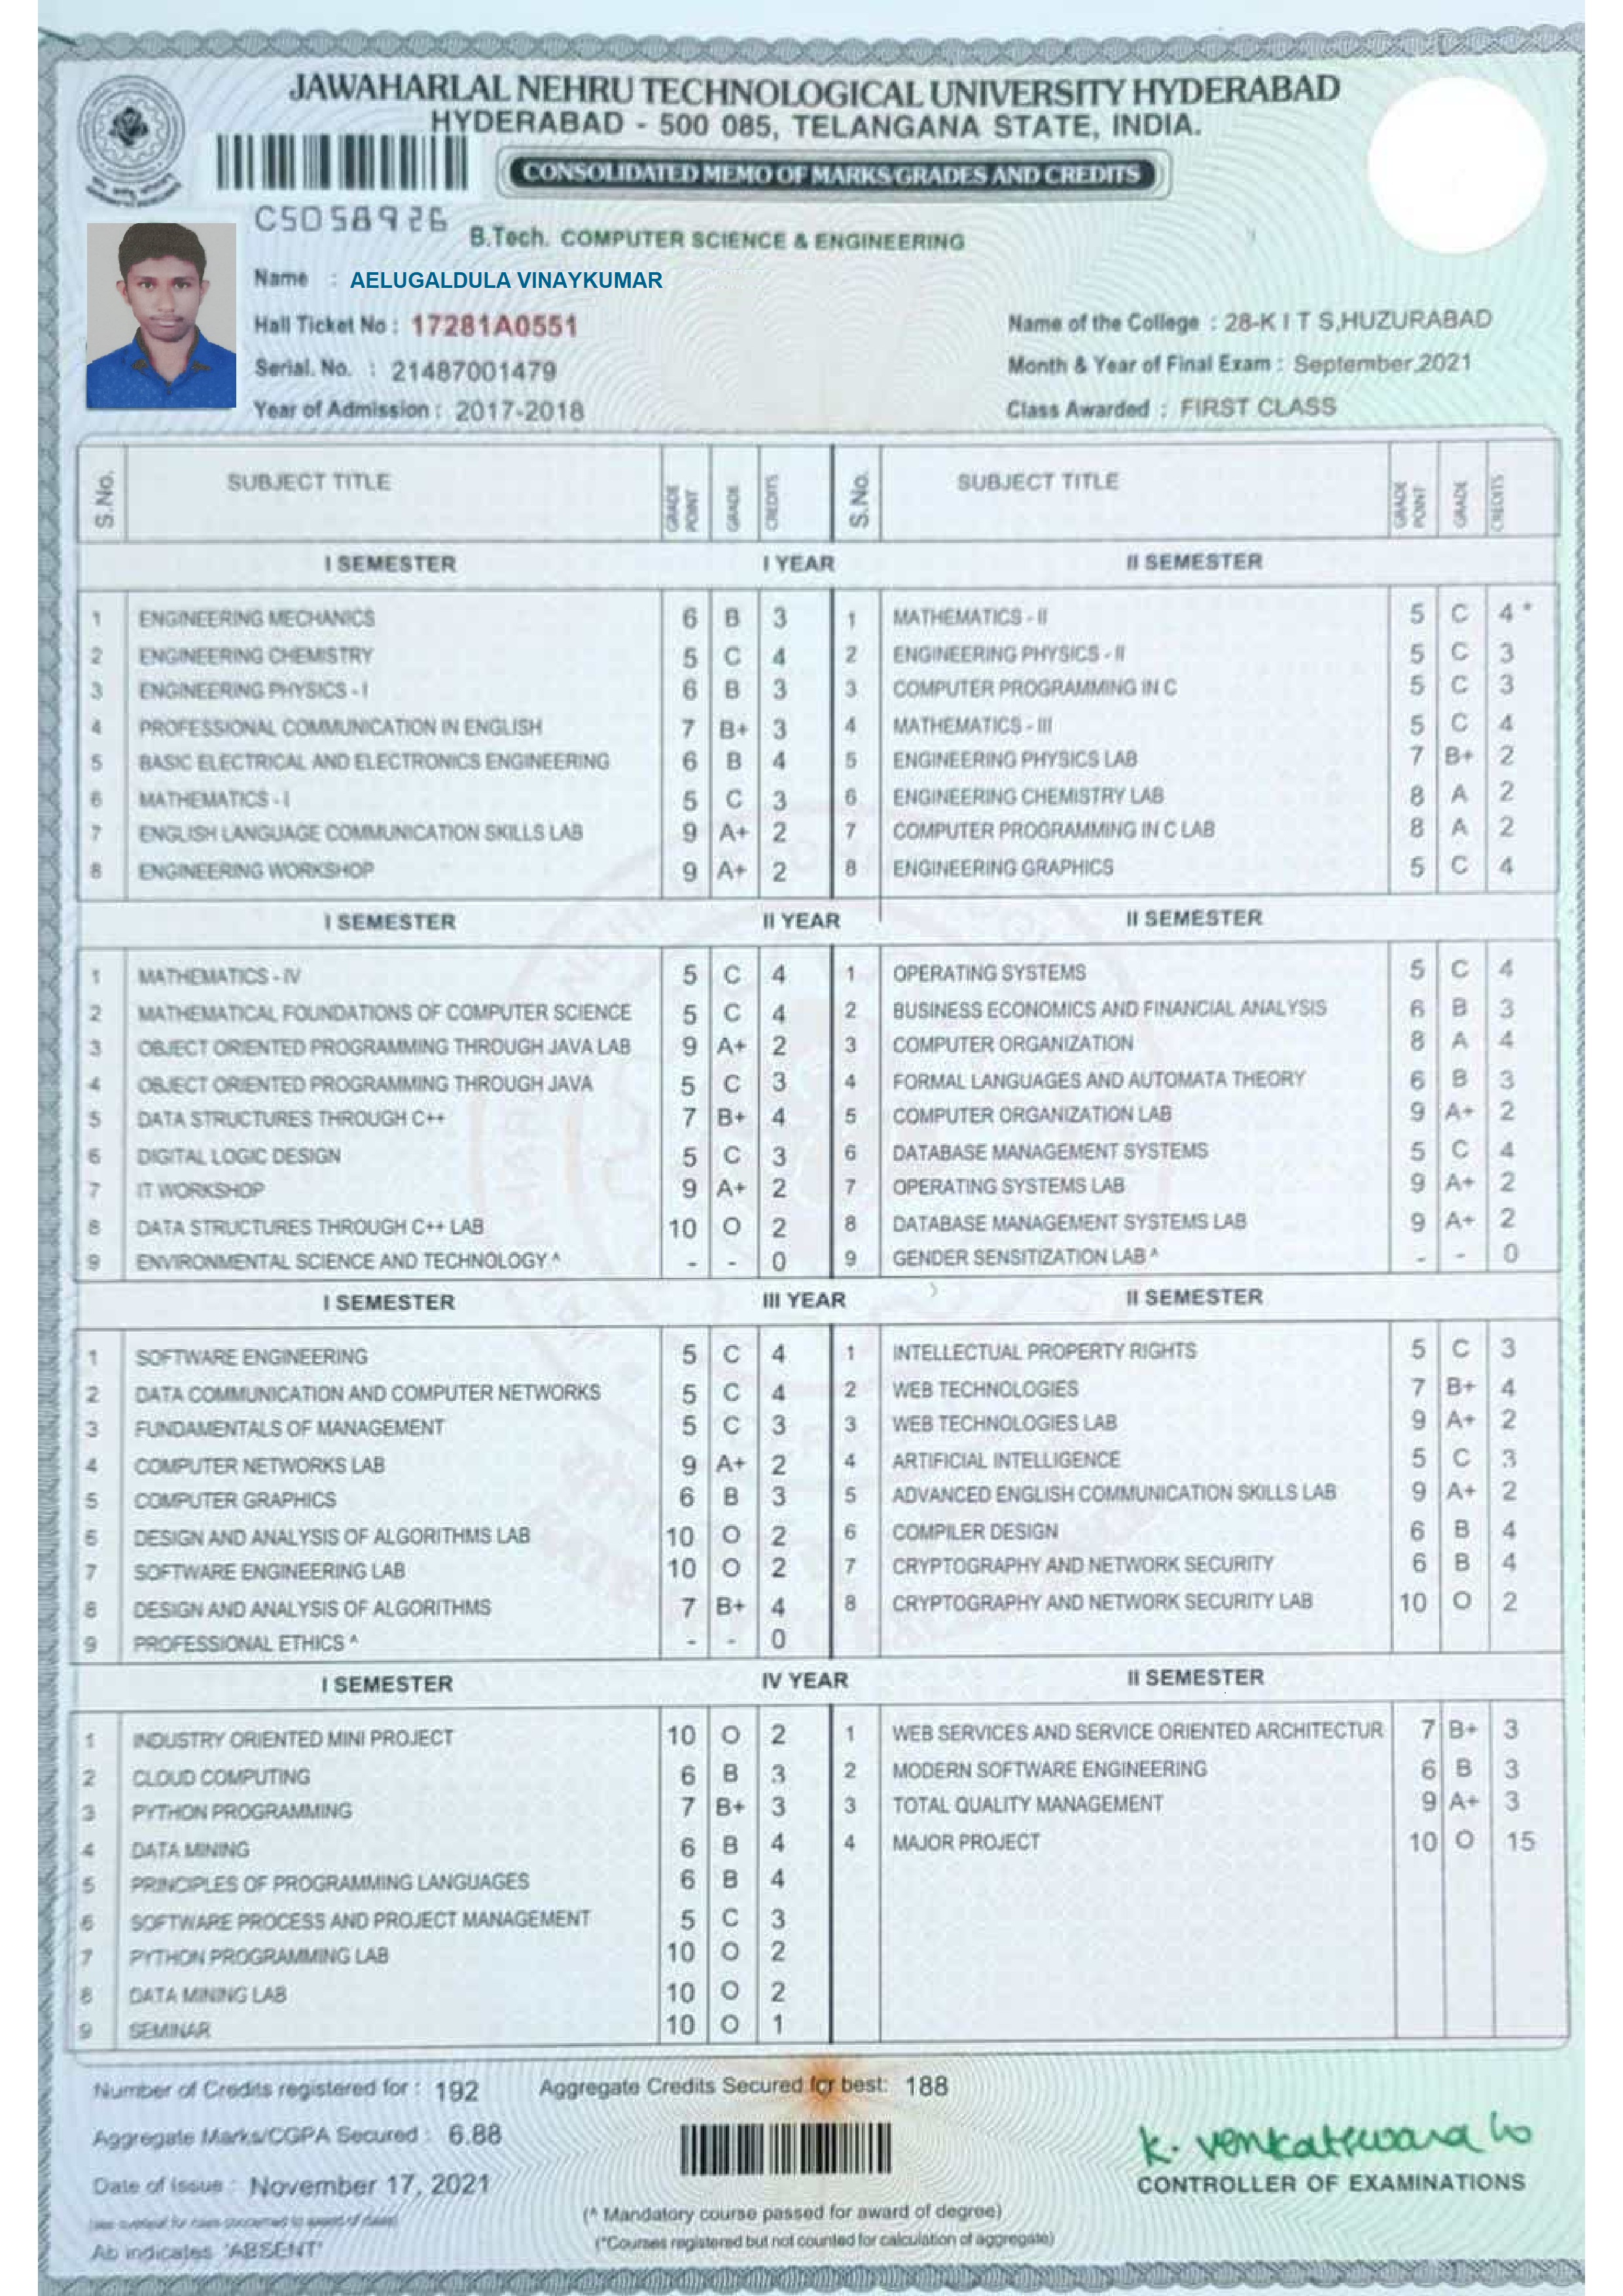 JAWAHARLAL NEHRU TECHNOLOGICAL UNIVERSITY HYDERABAD
HYDERABAD - 500 085, TELANGANA STATE, INDIA.
CONSOLIDATED MEMO OF MARKS/GRADES AND CREDITS
C5058926
B.Tech. COMPUTER SCIENCE & ENGINEERING
Name : AELUGALDULA VINAYKUMAR
Hall Ticket No : 17281A0551
Name of the College : 28-K I T S,HUZURABAD
Serial. No. : 21487001479
Month & Year of Final Exam : September,2021
Year of Admission : 2017-2018
Class Awarded : FIRST CLASS
S.No. SUBJECT TITLE GRADE POINT GRADE CREDITS S.No. SUBJECT TITLE GRADE POINT GRADE CREDITS
I SEMESTER I YEAR II SEMESTER
1 ENGINEERING MECHANICS 6 B 3 1 MATHEMATICS - II 5 C 4 *
2 ENGINEERING CHEMISTRY 5 C 4 2 ENGINEERING PHYSICS - II 5 C 3
3 ENGINEERING PHYSICS - I 6 B 3 3 COMPUTER PROGRAMMING IN C 5 C 3
4 PROFESSIONAL COMMUNICATION IN ENGLISH 7 B+ 3 4 MATHEMATICS - III 5 C 4
5 BASIC ELECTRICAL AND ELECTRONICS ENGINEERING 6 B 4 5 ENGINEERING PHYSICS LAB 7 B+ 2
6 MATHEMATICS - I 5 C 3 6 ENGINEERING CHEMISTRY LAB 8 A 2
7 ENGLISH LANGUAGE COMMUNICATION SKILLS LAB 9 A+ 2 7 COMPUTER PROGRAMMING IN C LAB 8 A 2
8 ENGINEERING WORKSHOP 9 A+ 2 8 ENGINEERING GRAPHICS 5 C 4
I SEMESTER II YEAR II SEMESTER
1 MATHEMATICS - IV 5 C 4 1 OPERATING SYSTEMS 5 C 4
2 MATHEMATICAL FOUNDATIONS OF COMPUTER SCIENCE 5 C 4 2 BUSINESS ECONOMICS AND FINANCIAL ANALYSIS 6 B 3
3 OBJECT ORIENTED PROGRAMMING THROUGH JAVA LAB 9 A+ 2 3 COMPUTER ORGANIZATION 8 A 4
4 OBJECT ORIENTED PROGRAMMING THROUGH JAVA 5 C 3 4 FORMAL LANGUAGES AND AUTOMATA THEORY 6 B 3
5 DATA STRUCTURES THROUGH C++ 7 B+ 4 5 COMPUTER ORGANIZATION LAB 9 A+ 2
6 DIGITAL LOGIC DESIGN 5 C 3 6 DATABASE MANAGEMENT SYSTEMS 5 C 4
7 IT WORKSHOP 9 A+ 2 7 OPERATING SYSTEMS LAB 9 A+ 2
8 DATA STRUCTURES THROUGH C++ LAB 10 O 2 8 DATABASE MANAGEMENT SYSTEMS LAB 9 A+ 2
9 ENVIRONMENTAL SCIENCE AND TECHNOLOGY ^ - - 0 9 GENDER SENSITIZATION LAB ^ - - 0
I SEMESTER III YEAR II SEMESTER
1 SOFTWARE ENGINEERING 5 C 4 1 INTELLECTUAL PROPERTY RIGHTS 5 C 3
2 DATA COMMUNICATION AND COMPUTER NETWORKS 5 C 4 2 WEB TECHNOLOGIES 7 B+ 4
3 FUNDAMENTALS OF MANAGEMENT 5 C 3 3 WEB TECHNOLOGIES LAB 9 A+ 2
4 COMPUTER NETWORKS LAB 9 A+ 2 4 ARTIFICIAL INTELLIGENCE 5 C 3
5 COMPUTER GRAPHICS 6 B 3 5 ADVANCED ENGLISH COMMUNICATION SKILLS LAB 9 A+ 2
6 DESIGN AND ANALYSIS OF ALGORITHMS LAB 10 O 2 6 COMPILER DESIGN 6 B 4
7 SOFTWARE ENGINEERING LAB 10 O 2 7 CRYPTOGRAPHY AND NETWORK SECURITY 6 B 4
8 DESIGN AND ANALYSIS OF ALGORITHMS 7 B+ 4 8 CRYPTOGRAPHY AND NETWORK SECURITY LAB 10 O 2
9 PROFESSIONAL ETHICS ^ - - 0
I SEMESTER IV YEAR II SEMESTER
1 INDUSTRY ORIENTED MINI PROJECT 10 O 2 1 WEB SERVICES AND SERVICE ORIENTED ARCHITECTUR 7 B+ 3
2 CLOUD COMPUTING 6 B 3 2 MODERN SOFTWARE ENGINEERING 6 B 3
3 PYTHON PROGRAMMING 7 B+ 3 3 TOTAL QUALITY MANAGEMENT 9 A+ 3
4 DATA MINING 6 B 4 4 MAJOR PROJECT 10 O 15
5 PRINCIPLES OF PROGRAMMING LANGUAGES 6 B 4
6 SOFTWARE PROCESS AND PROJECT MANAGEMENT 5 C 3
7 PYTHON PROGRAMMING LAB 10 O 2
8 DATA MINING LAB 10 O 2
9 SEMINAR 10 O 1
Number of Credits registered for : 192 Aggregate Credits Secured for best: 188
Aggregate Marks/CGPA Secured : 6.88
K. Venkateswara
Date of Issue : November 17, 2021
CONTROLLER OF EXAMINATIONS
(^ Mandatory course passed for award of degree)
(*Courses registered but not counted for calculation of aggregate)
Ab indicates 'ABSENT'